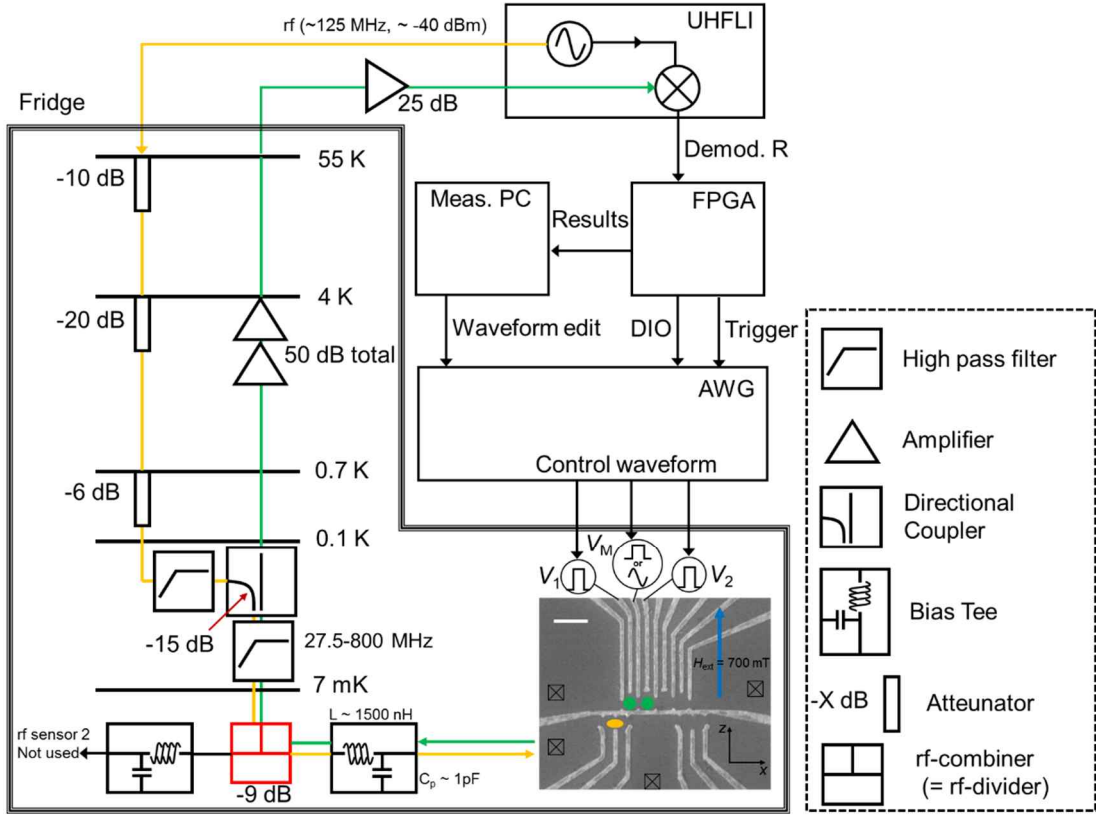 rf (~125 MHz, ~ -40 dBm)
UHFLI
25 dB
Fridge
Demod. R
55 K
-10 dB
Meas. PC
Results
FPGA
4 K
-20 dB
50 dB total
Waveform edit
DIO
Trigger
AWG
0.7 K
-6 dB
Control waveform
0.1 K
V1
VM
or
V2
-15 dB
27.5-800 MHz
Hext = 700 mT
7 mK
L ~ 1500 nH
rf sensor 2
Not used
Cp ~ 1pF
-9 dB
z
x
High pass filter
Amplifier
Directional
Coupler
Bias Tee
-X dB
Atteunator
rf-combiner
(= rf-divider)